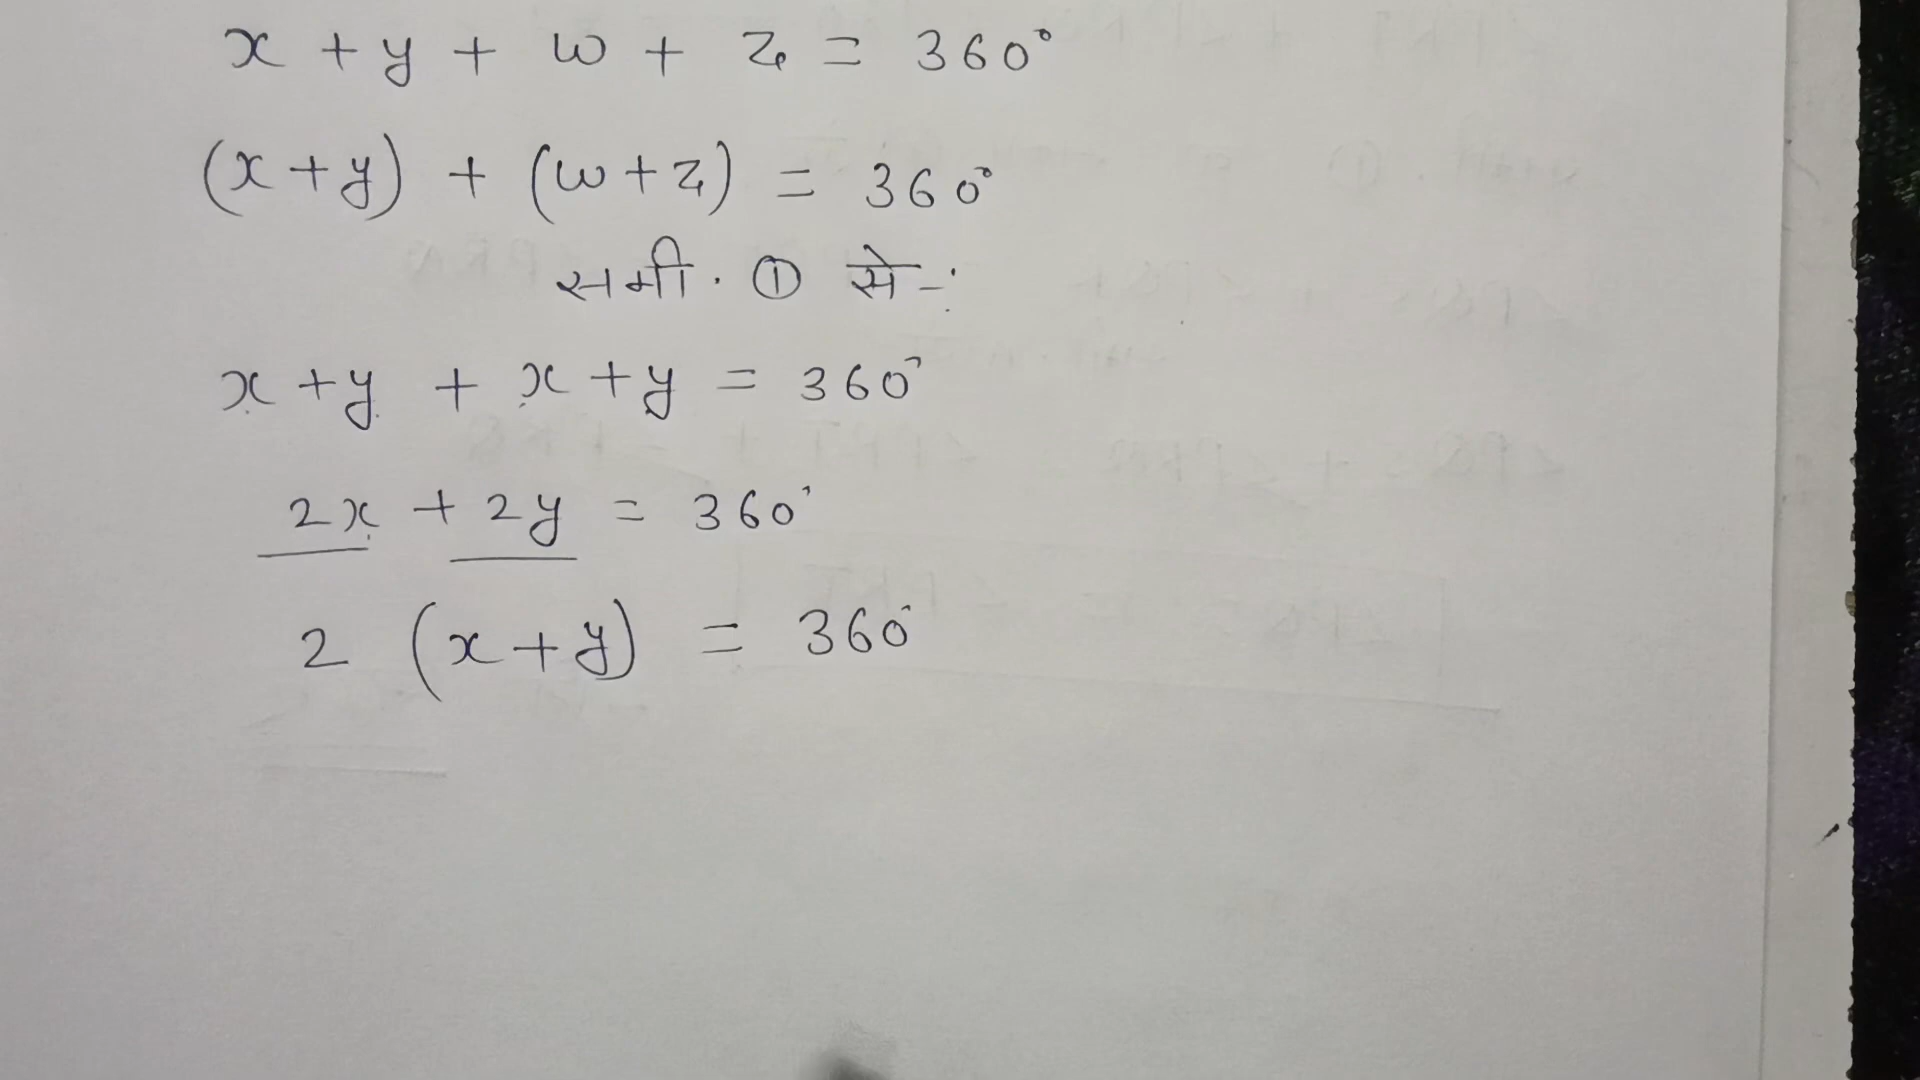 x + y + w + z = 360°
(x+y) + (w+z) = 360°
समी. ① से -:
x + y + x + y = 360°
2x + 2y = 360°
2 (x+y) = 360°